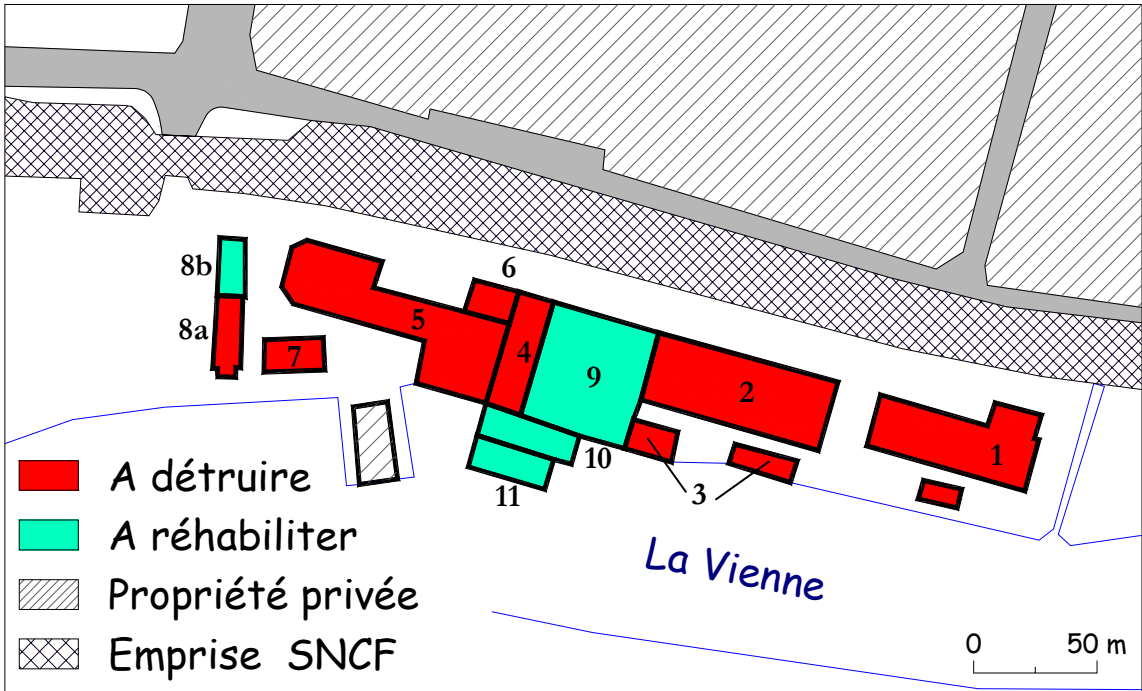 8b
6
8a
5
7
4
9
2
1
10
3
11
A détruire
A réhabiliter
Propriété privée
Emprise SNCF
La Vienne
0 50 m